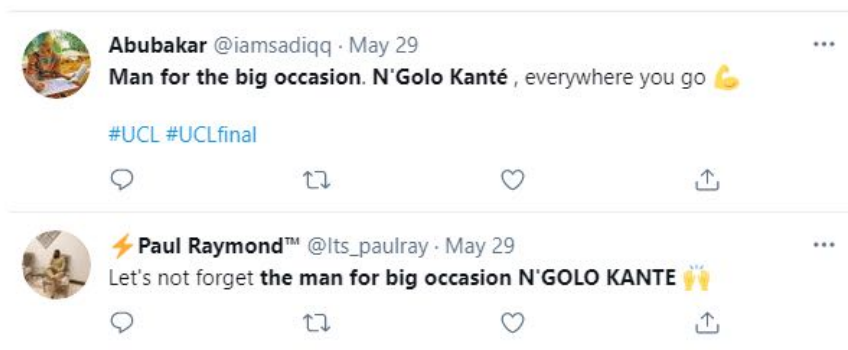 Abubakar @iamsadiqq · May 29
Man for the big occasion. N'Golo Kanté , everywhere you go 💪
#UCL #UCLfinal
⚡ Paul Raymond™ @Its_paulray · May 29
Let's not forget the man for big occasion N'GOLO KANTE 🙌